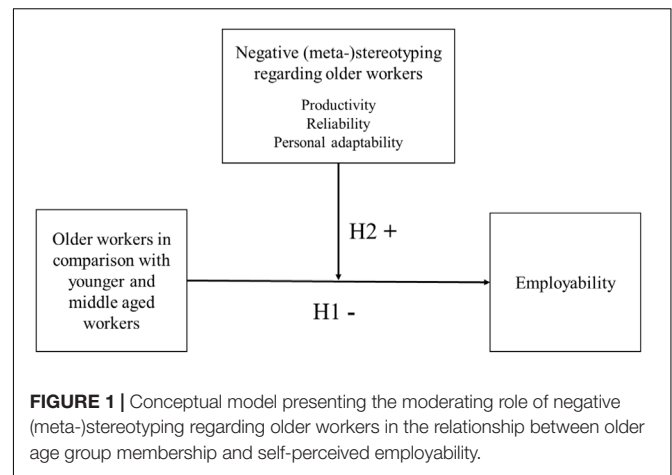 Negative (meta-)stereotyping
regarding older workers
Productivity
Reliability
Personal adaptability
H2 +
Older workers in
comparison with
younger and
middle aged
workers
Employability
H1 -
FIGURE 1 | Conceptual model presenting the moderating role of negative
(meta-)stereotyping regarding older workers in the relationship between older
age group membership and self-perceived employability.